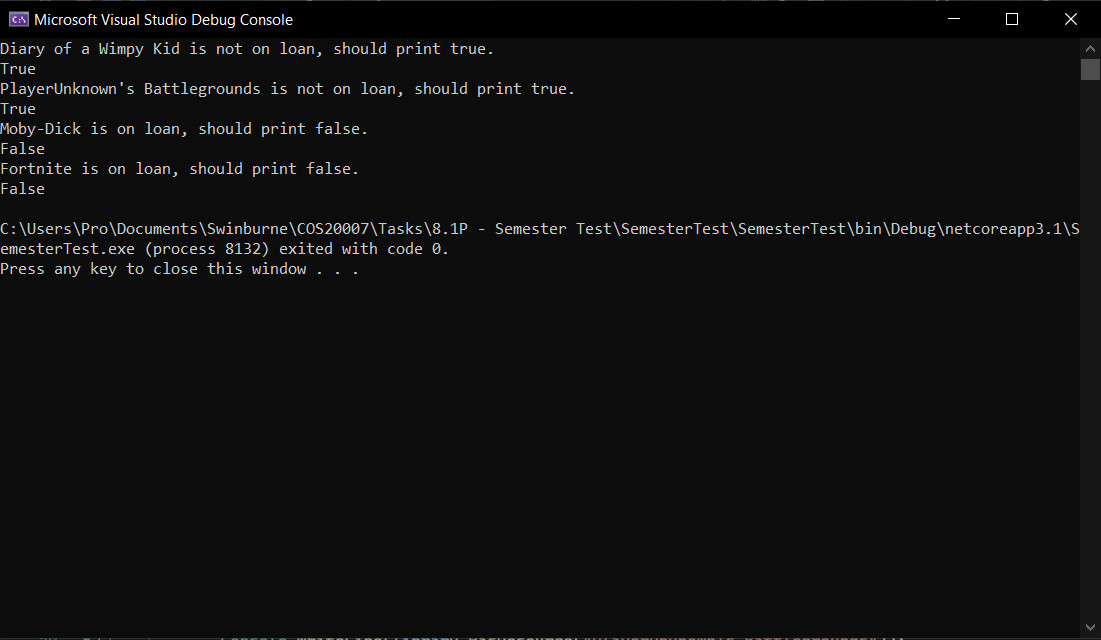 Microsoft Visual Studio Debug Console
Diary of a Wimpy Kid is not on loan, should print true.
True
PlayerUnknown's Battlegrounds is not on loan, should print true.
True
Moby-Dick is on loan, should print false.
False
Fortnite is on loan, should print false.
False
C:\Users\Pro\Documents\Swinburne\COS20007\Tasks\8.1P - Semester Test\SemesterTest\SemesterTest\bin\Debug\netcoreapp3.1\S
emesterTest.exe (process 8132) exited with code 0.
Press any key to close this window . . .